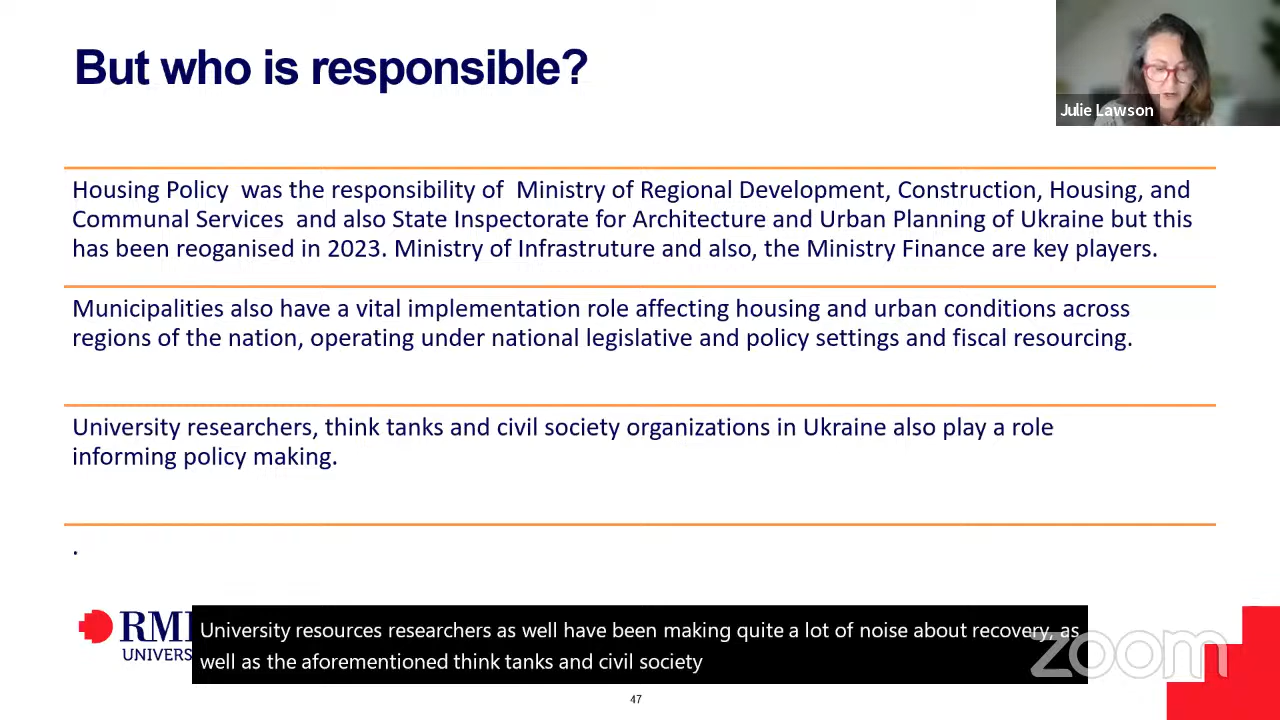 But who is responsible?
Julie Lawson
Housing Policy was the responsibility of Ministry of Regional Development, Construction, Housing, and
Communal Services and also State Inspectorate for Architecture and Urban Planning of Ukraine but this
has been reoganised in 2023. Ministry of Infrastruture and also, the Ministry Finance are key players.
Municipalities also have a vital implementation role affecting housing and urban conditions across
regions of the nation, operating under national legislative and policy settings and fiscal resourcing.
University researchers, think tanks and civil society organizations in Ukraine also play a role
informing policy making.
.
RMI
UNIVERS
University resources researchers as well have been making quite a lot of noise about recovery, as
well as the aforementioned think tanks and civil society
zoom
47